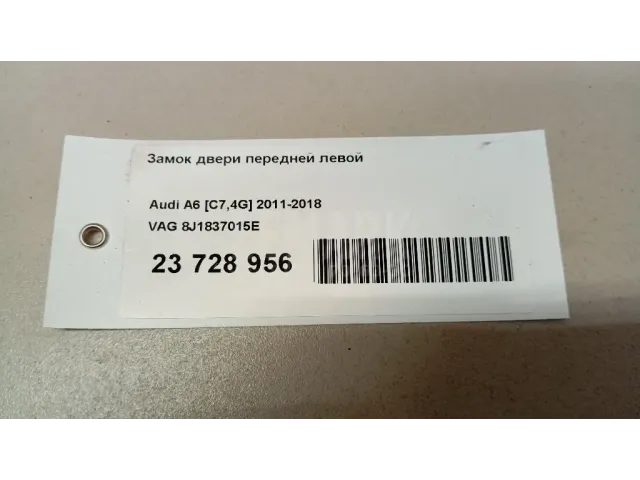 Замок двери передней левой
Audi A6 [C7,4G] 2011-2018
VAG 8J1837015E
23 728 956